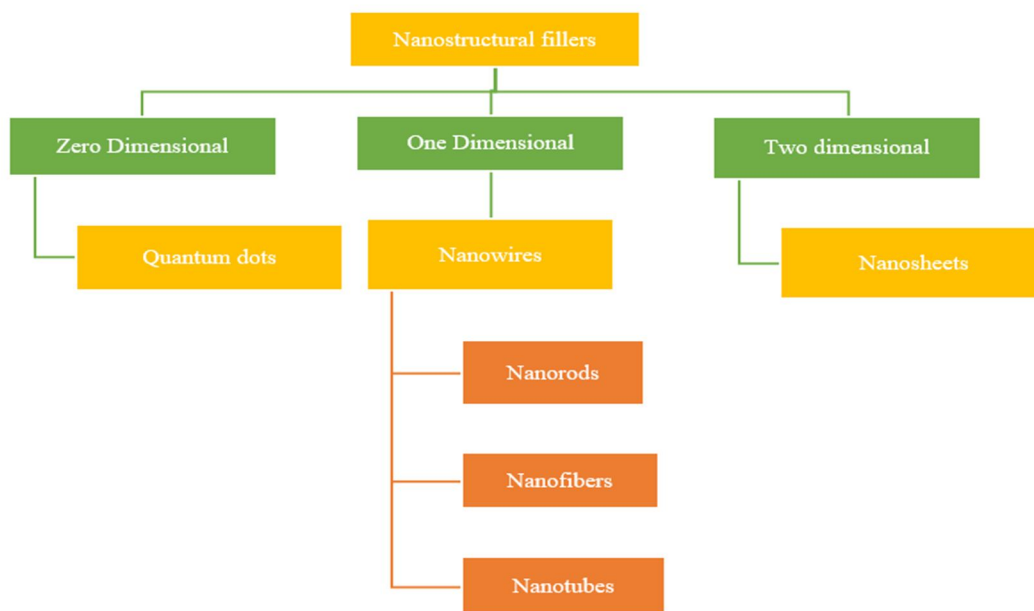 Nanostructural fillers
Zero Dimensional
One Dimensional
Two dimensional
Quantum dots
Nanowires
Nanosheets
Nanorods
Nanofibers
Nanotubes